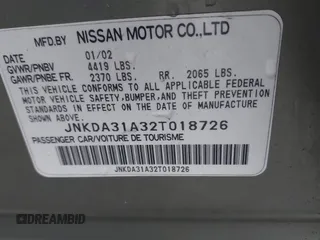 MFD.BY NISSAN MOTOR CO.,LTD
01/02
GVWR/PNBV 4419 LBS.
GAWR/PNBE FR. 2370 LBS. RR. 2065 LBS.
THIS VEHICLE CONFORMS TO ALL APPLICABLE FEDERAL
MOTOR VEHICLE SAFETY,BUMPER,AND THEFT PREVENTION
STANDARDS IN EFFECT ON THE DATE OF MANUFACTURE
SHOWN ABOVE.
JNKDA31A32T018726
PASSENGER CAR/VOITURE DE TOURISME
JNKDA31A32T018726
©DREAMBID